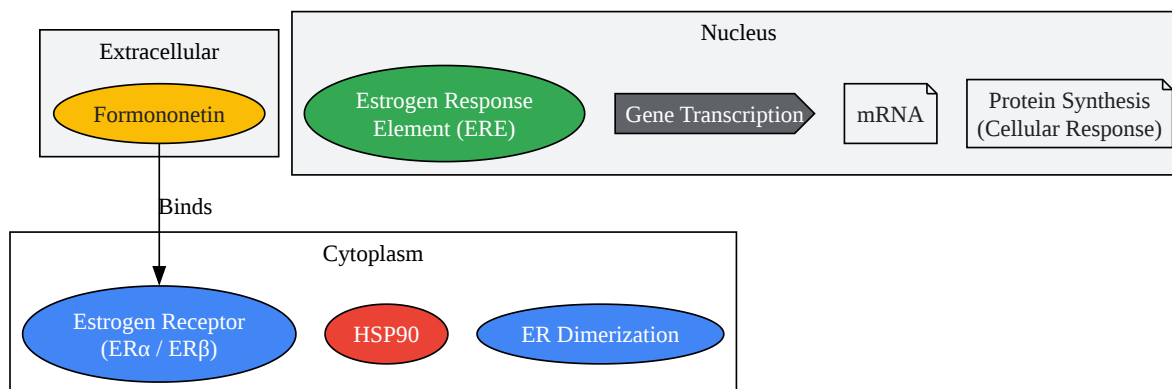 Extracellular
Formononetin
Nucleus
Estrogen Response
Element (ERE)
Gene Transcription
mRNA
Protein Synthesis
(Cellular Response)
Binds
Cytoplasm
Estrogen Receptor
(ERα / ERβ)
HSP90
ER Dimerization